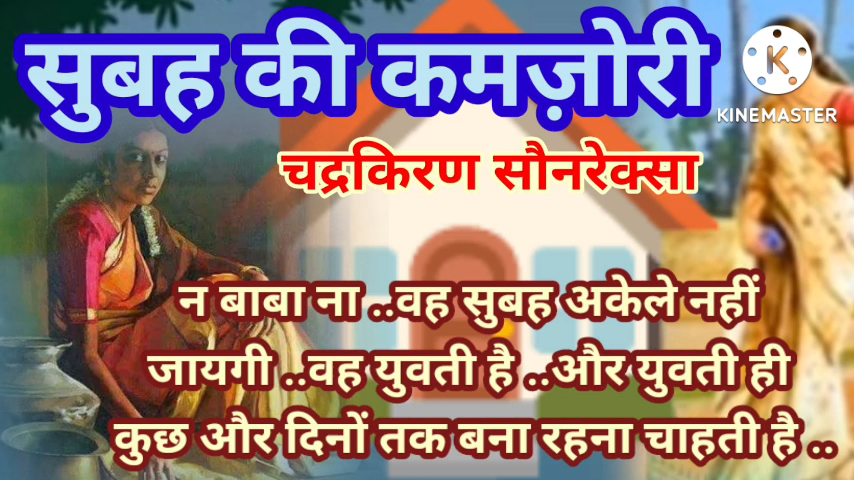 सुबह की कमज़ोरी
KINEMASTER
चद्रकिरण सौनरेक्सा
न बाबा ना ..वह सुबह अकेले नहीं
जायगी ..वह युवती है ..और युवती ही
कुछ और दिनों तक बना रहना चाहती है ..